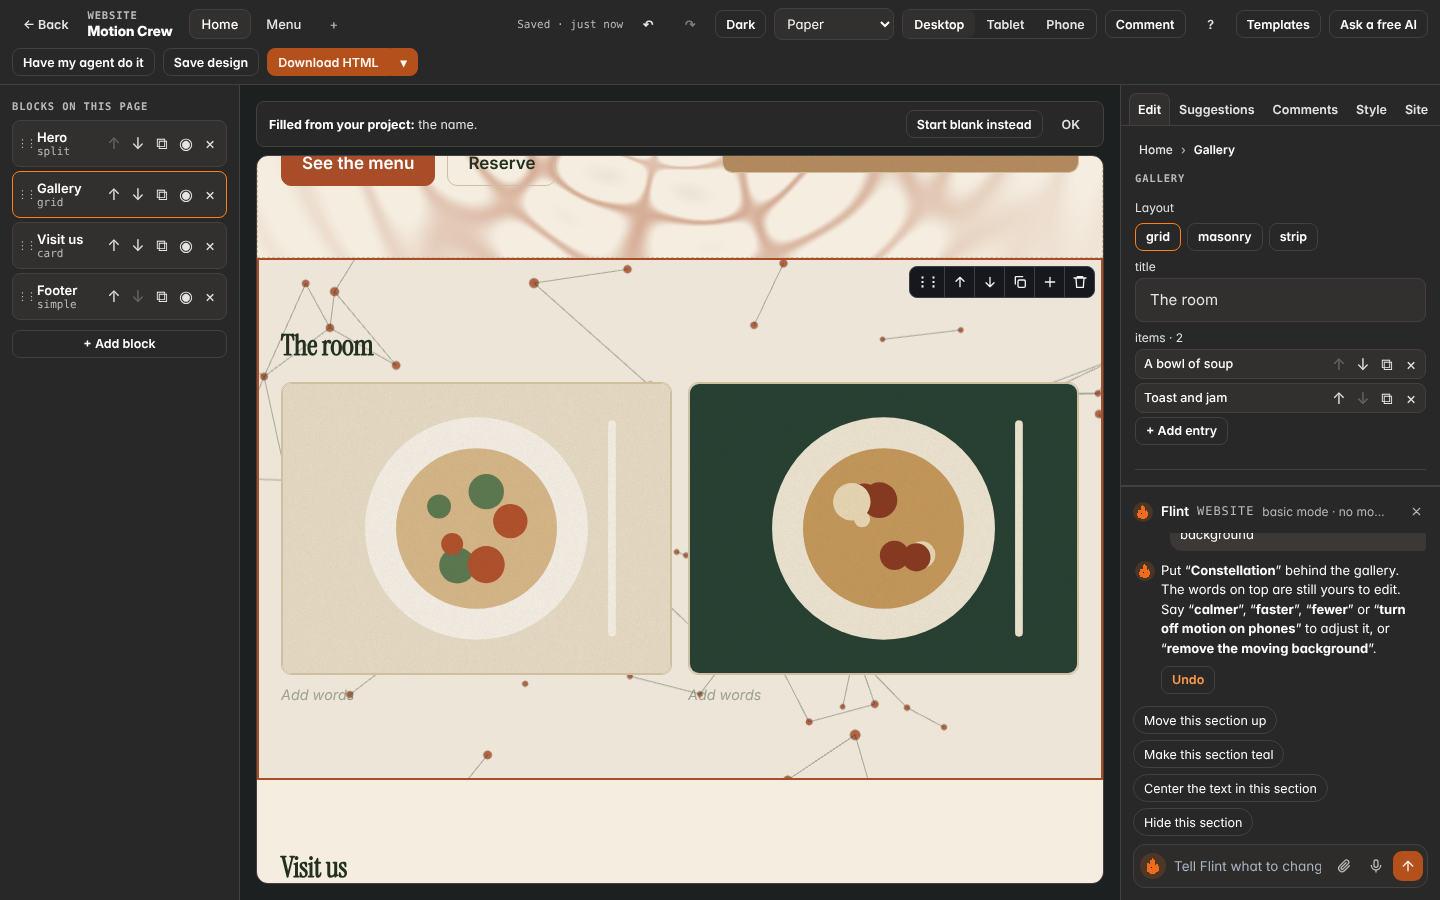 ← Back
WEBSITE
Motion Crew
Home
Menu
+
Saved · just now
Dark
Paper
Desktop
Tablet
Phone
Comment
?
Templates
Ask a free AI
Have my agent do it
Save design
Download HTML
BLOCKS ON THIS PAGE
Hero
split
Gallery
grid
Visit us
card
Footer
simple
+ Add block
Filled from your project: the name.
Start blank instead
OK
See the menu
Reserve
The room
Add words
Add words
Visit us
Edit
Suggestions
Comments
Style
Site
Home › Gallery
GALLERY
Layout
grid
masonry
strip
title
The room
items · 2
A bowl of soup
Toast and jam
+ Add entry
Flint WEBSITE basic mode · no mo...
background
Put “Constellation” behind the gallery.
The words on top are still yours to edit.
Say “calmer”, “faster”, “fewer” or “turn
off motion on phones” to adjust it, or
“remove the moving background”.
Undo
Move this section up
Make this section teal
Center the text in this section
Hide this section
Tell Flint what to chang